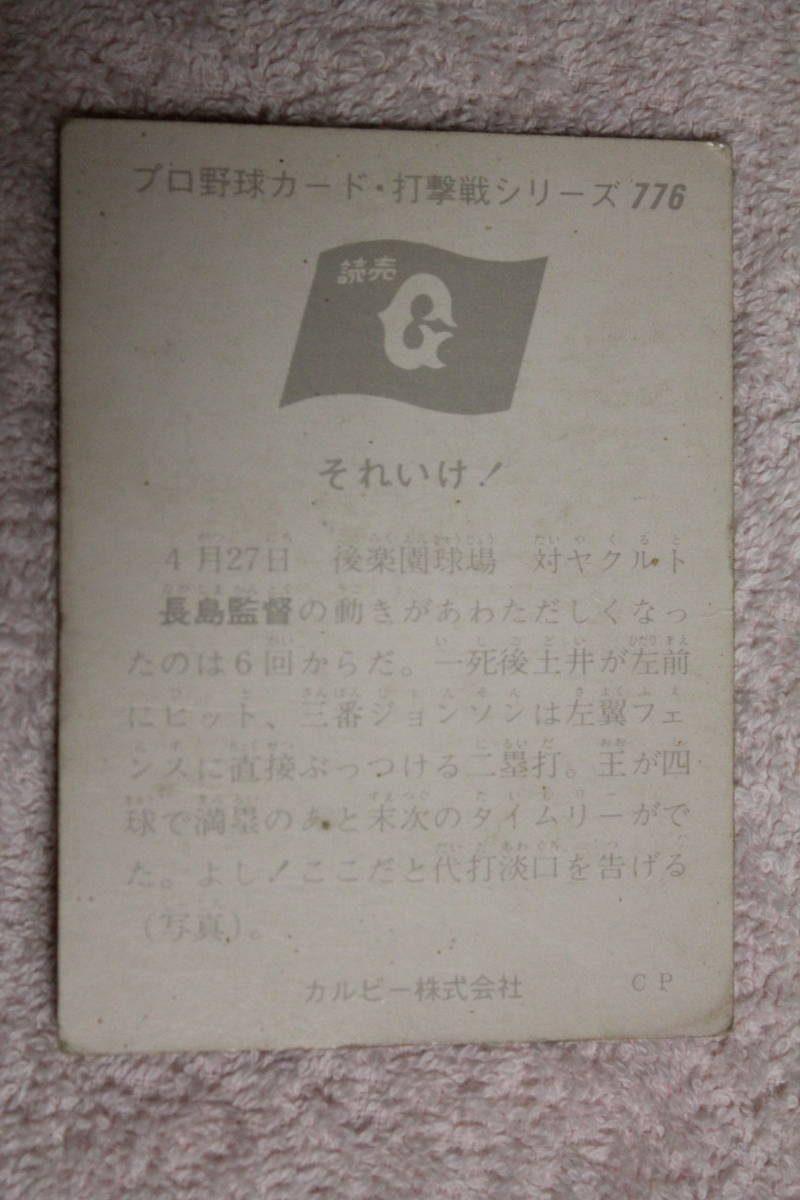 プロ野球カード・打撃戦シリーズ 776
読売
G
それいけ!
4月27日 後楽園球場 対ヤクルト
長島監督の動きがあわただしくなっ
たのは6回からだ。一死後土井が左前
にヒット、三番ジョンソンは左翼フェ
ンスに直接ぶっつける二塁打。王が四
球で満塁のあと末次のタイムリーがで
た。よし!ここだと代打淡口を告げる
(写真)。
カルビー株式会社 CP